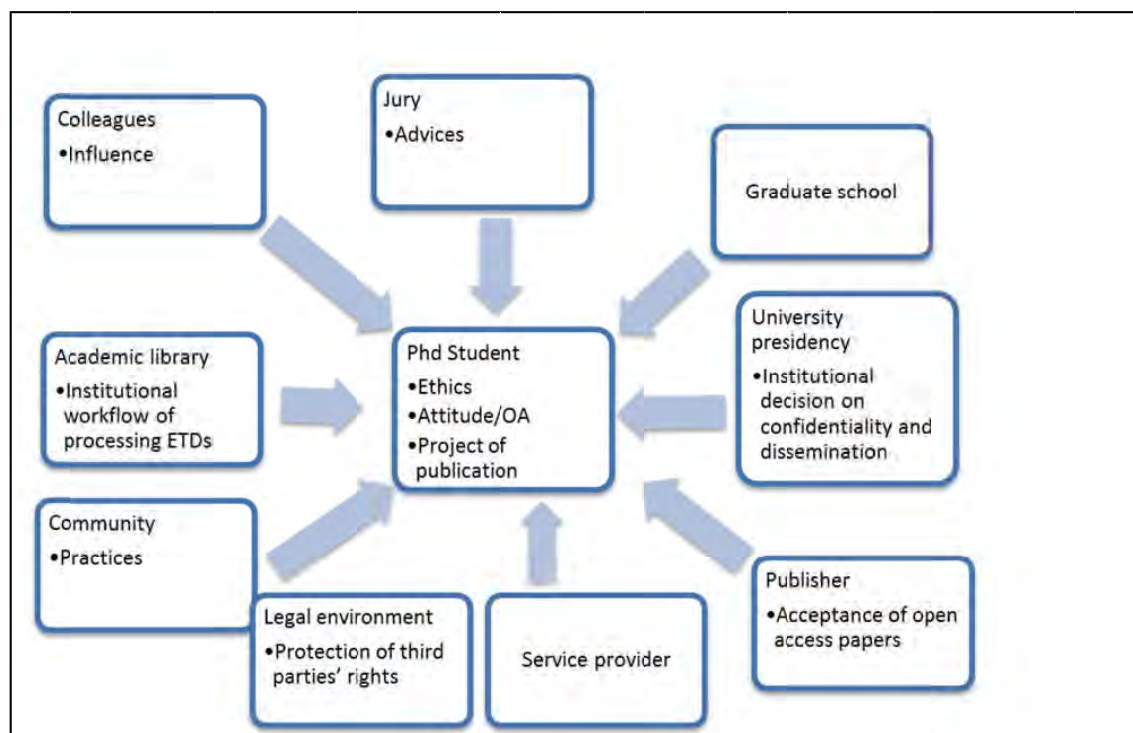 Colleagues
•Influence
Jury
•Advices
Graduate school
Academic library
•Institutional
workflow of
processing ETDs
Phd Student
•Ethics
•Attitude/OA
•Project of
publication
University
presidency
•Institutional
decision on
confidentiality and
dissemination
Community
•Practices
Legal environment
•Protection of third
parties’ rights
Service provider
Publisher
•Acceptance of open
access papers